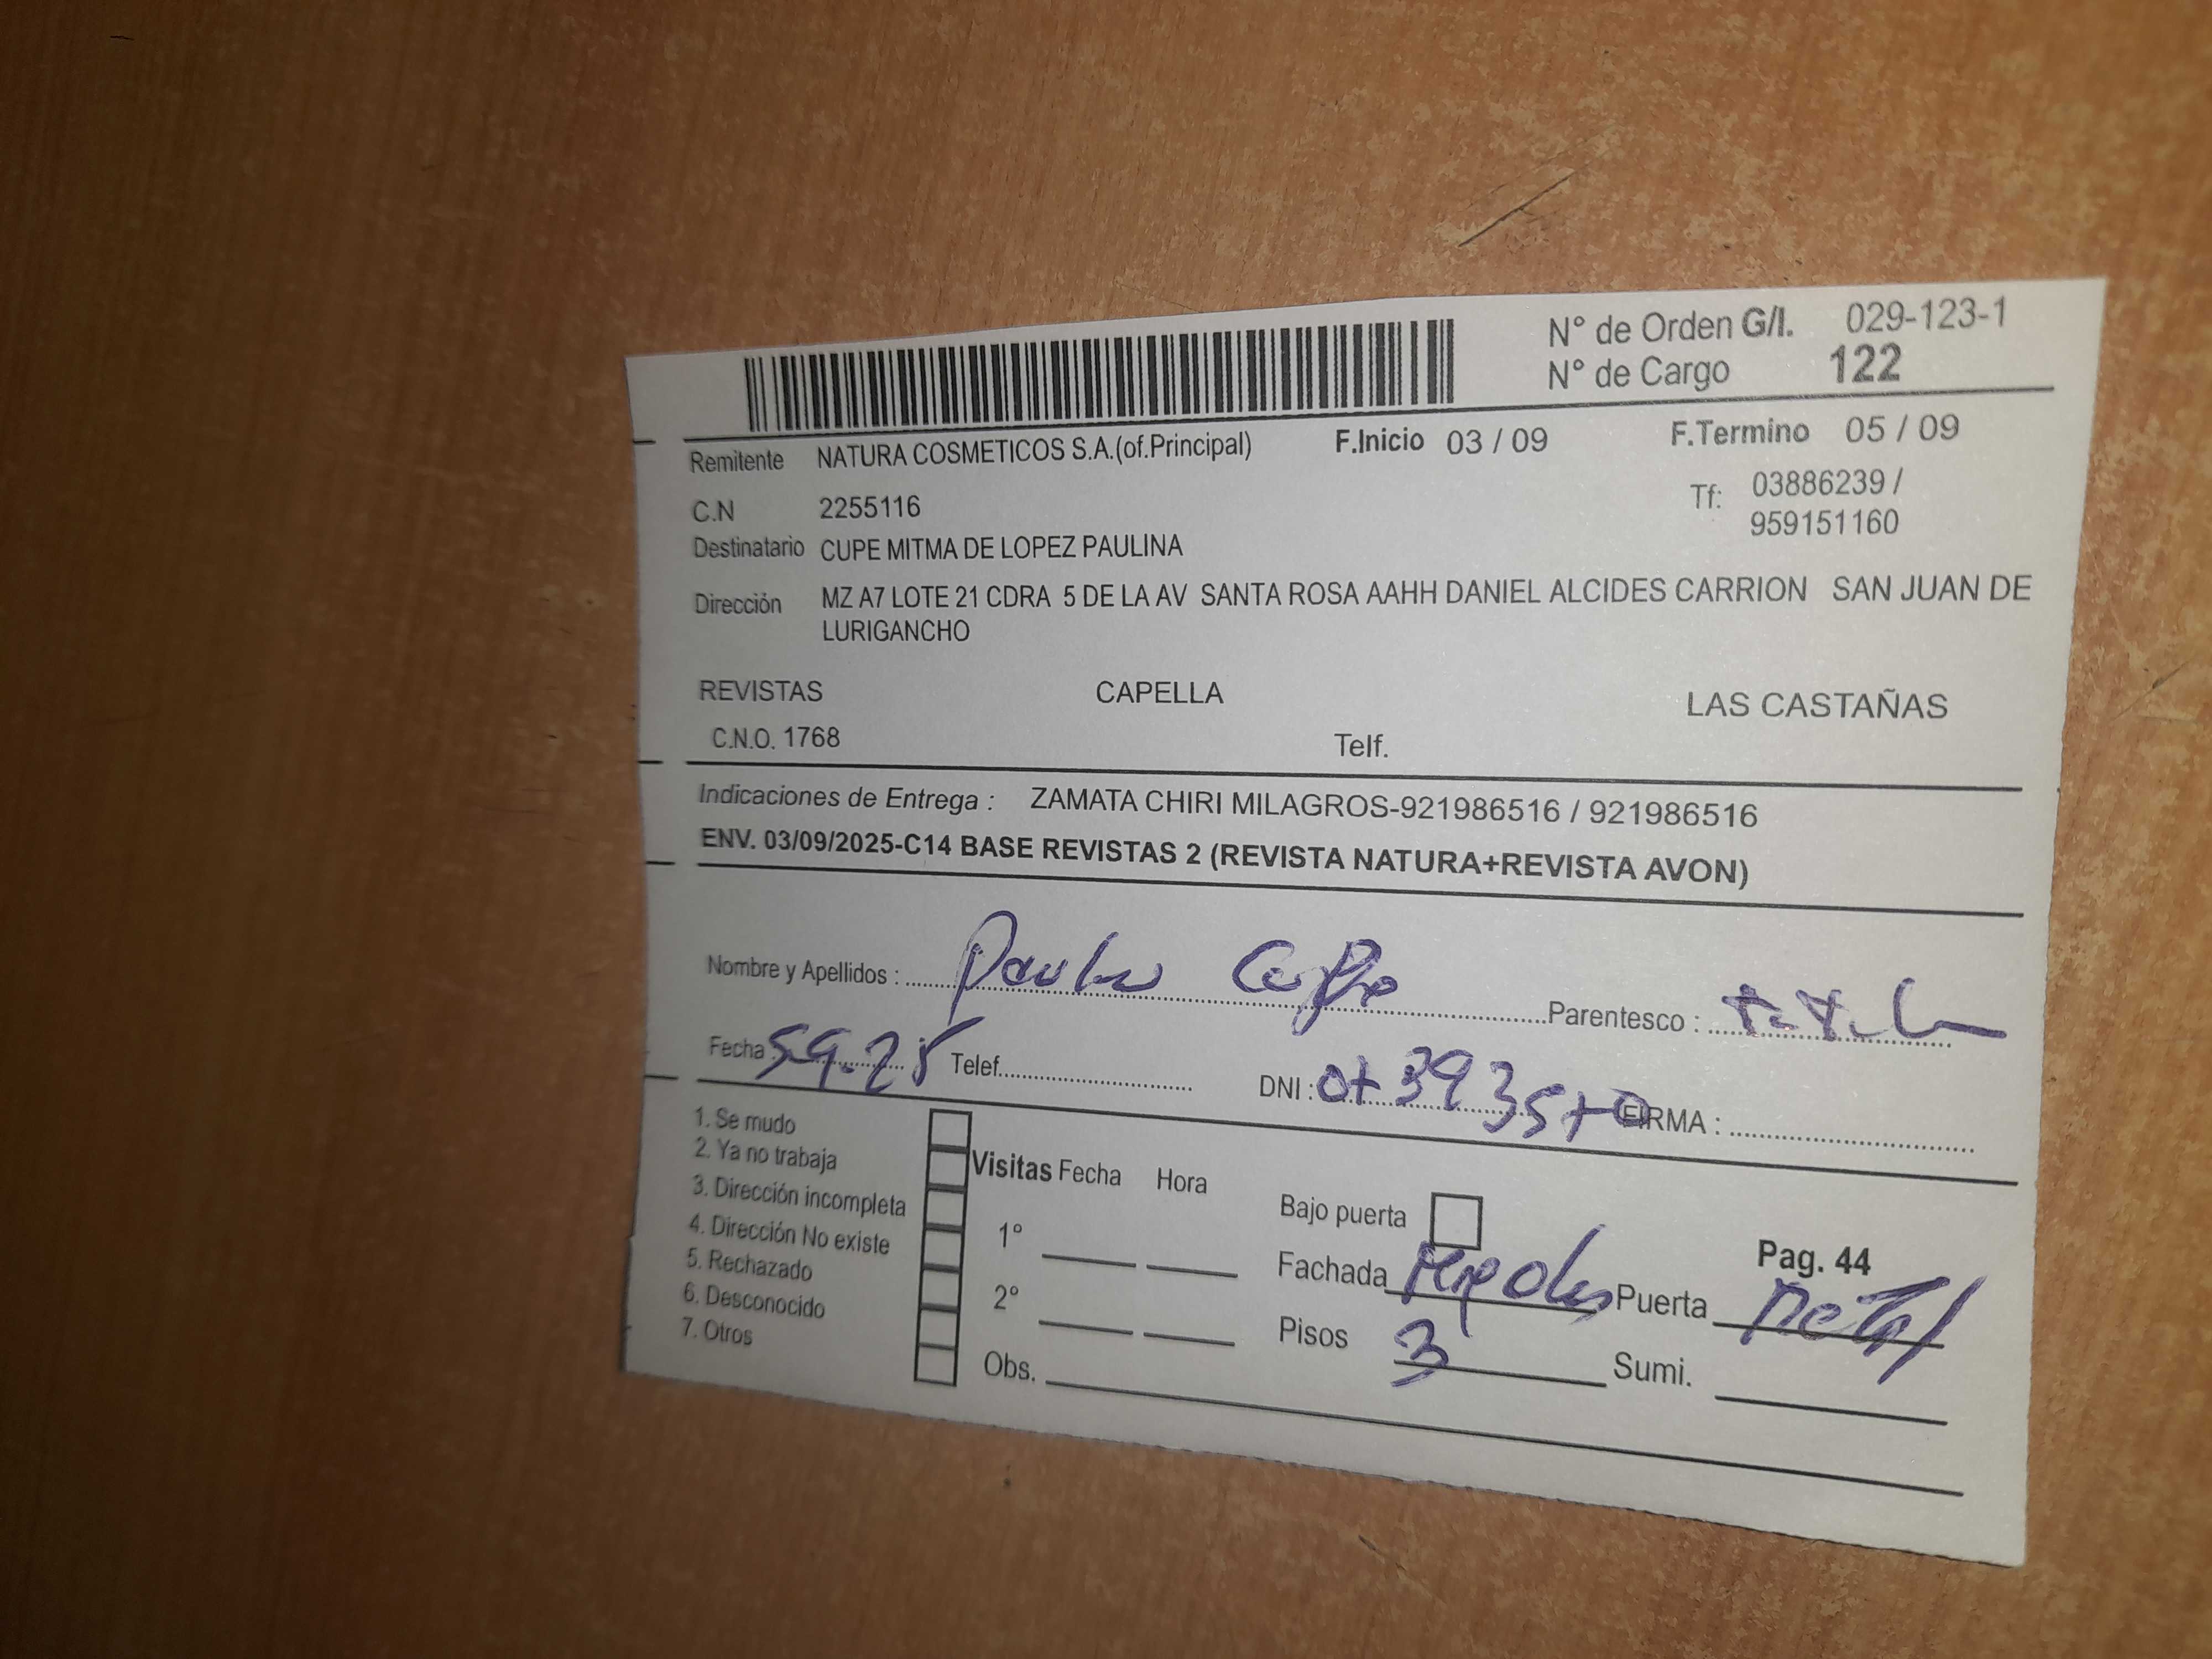 N° de Orden G/I. 029-123-1
N° de Cargo 122
Remitente NATURA COSMETICOS S.A.(of.Principal) F.Inicio 03 / 09 F.Termino 05 / 09
C.N 2255116 Tf: 03886239 /
959151160
Destinatario CUPE MITMA DE LOPEZ PAULINA
Dirección MZ A7 LOTE 21 CDRA 5 DE LA AV SANTA ROSA AAHH DANIEL ALCIDES CARRION SAN JUAN DE
LURIGANCHO
REVISTAS CAPELLA LAS CASTAÑAS
C.N.O. 1768 Telf.
Indicaciones de Entrega : ZAMATA CHIRI MILAGROS-921986516 / 921986516
ENV. 03/09/2025-C14 BASE REVISTAS 2 (REVISTA NATURA+REVISTA AVON)
Nombre y Apellidos : Parentesco :
Fecha : 5-9-25 Telef. DNI : FIRMA :
1. Se mudo
2. Ya no trabaja
3. Dirección incompleta
4. Dirección No existe
5. Rechazado
6. Desconocido
7. Otros
Visitas Fecha Hora
1°
2°
Obs.
Bajo puerta
Pag. 44
Fachada Puerta metal
Pisos 3 Sumi.